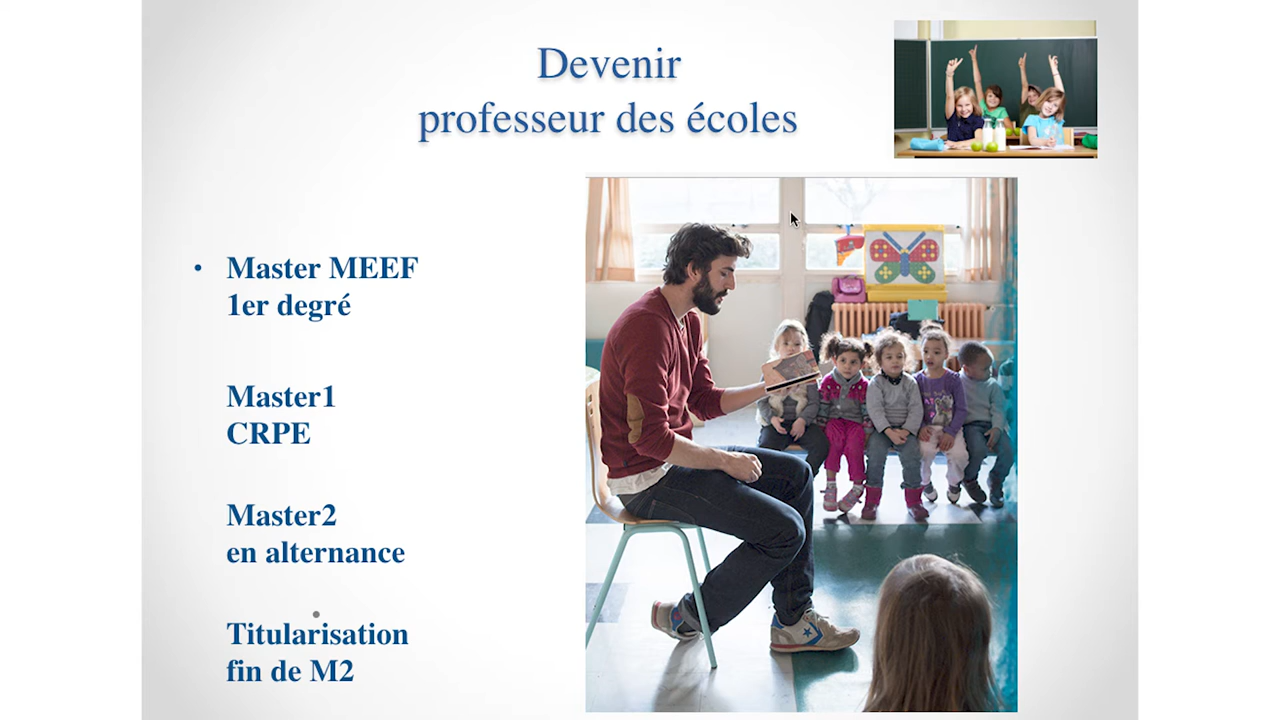 Devenir
professeur des écoles
• Master MEEF
1er degré
Master1
CRPE
Master2
en alternance
Titularisation
fin de M2